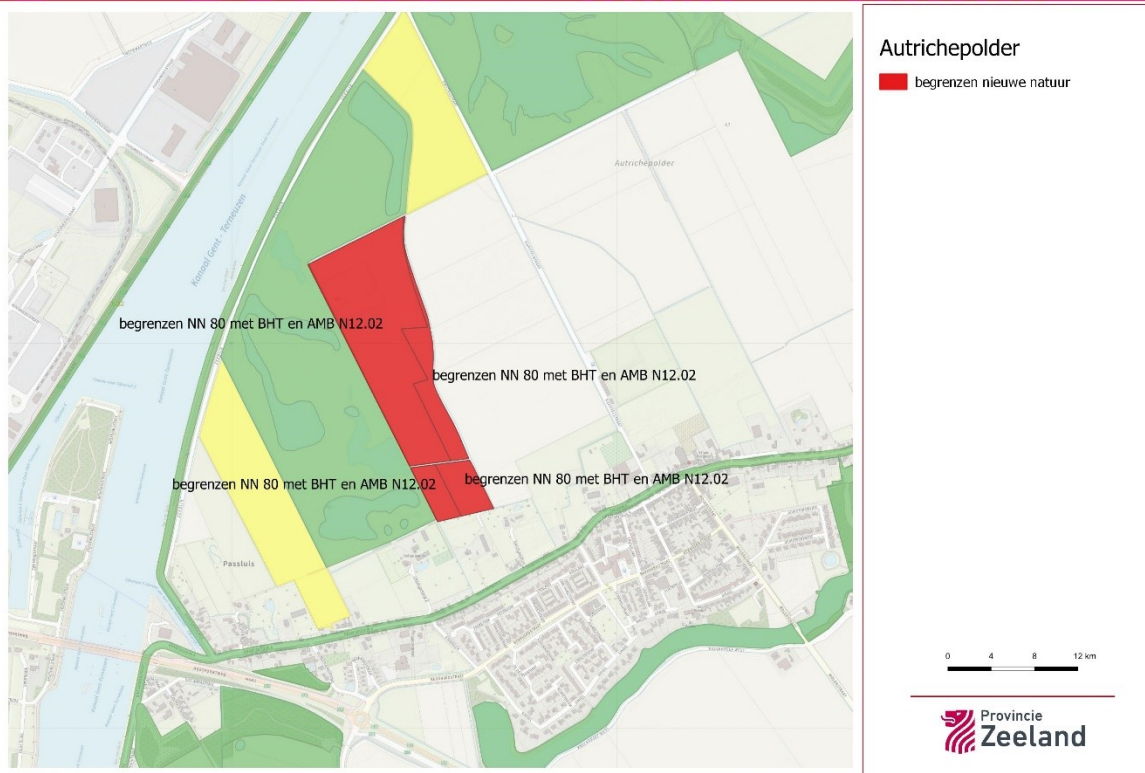 Autrichepolder
begrenzen nieuwe natuur
Autrichepolder
Kanaal Gent - Terneuzen
begrenzen NN 80 met BHT en AMB N12.02
begrenzen NN 80 met BHT en AMB N12.02
begrenzen NN 80 met BHT en AMB N12.02
begrenzen NN 80 met BHT en AMB N12.02
Passluis
0 4 8 12 km
Provincie
Zeeland